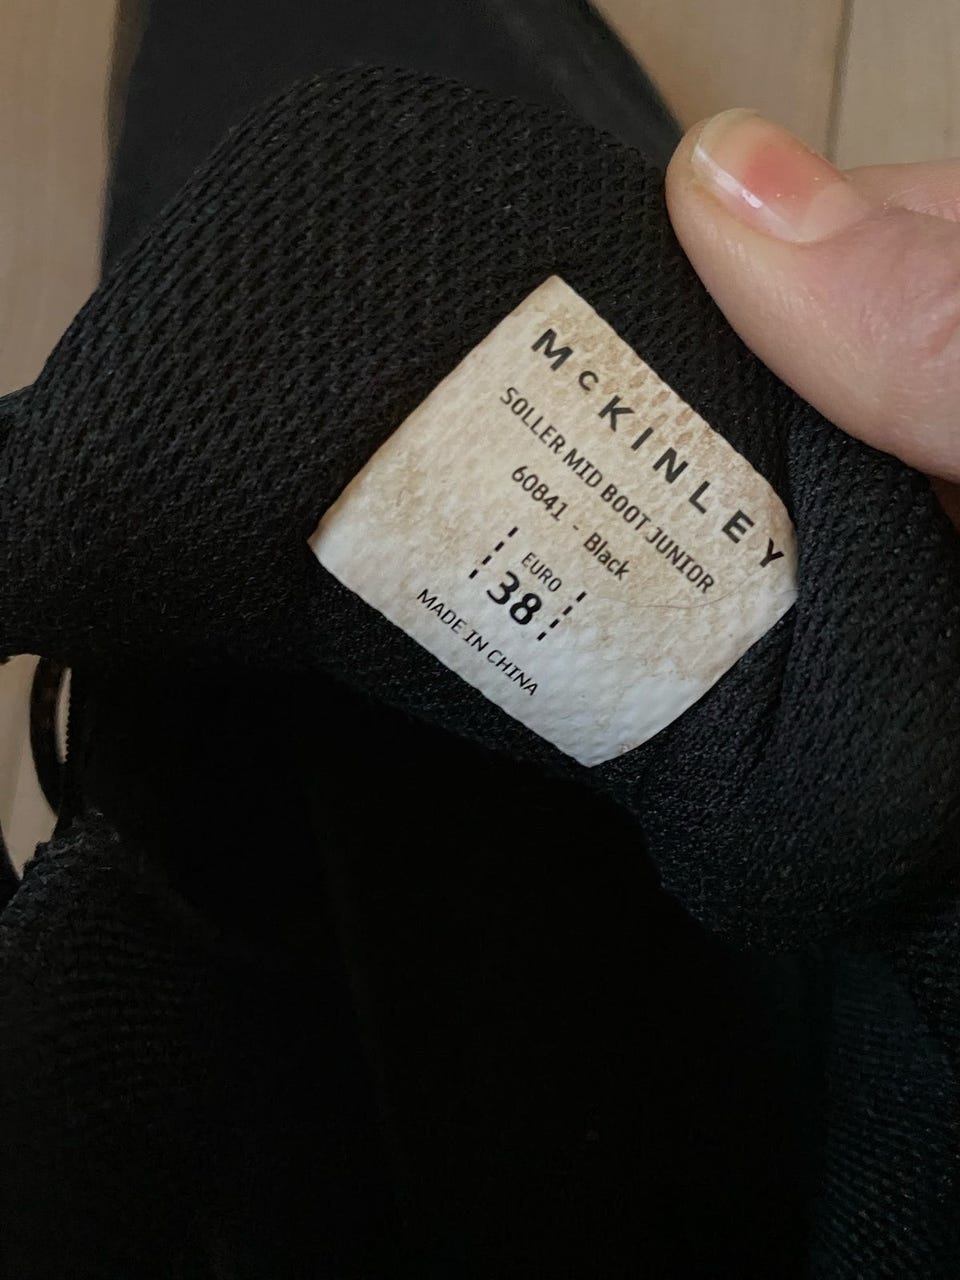 McKINLEY
SOLLER MID BOOT JUNIOR
60841 - Black
EURO
38
MADE IN CHINA